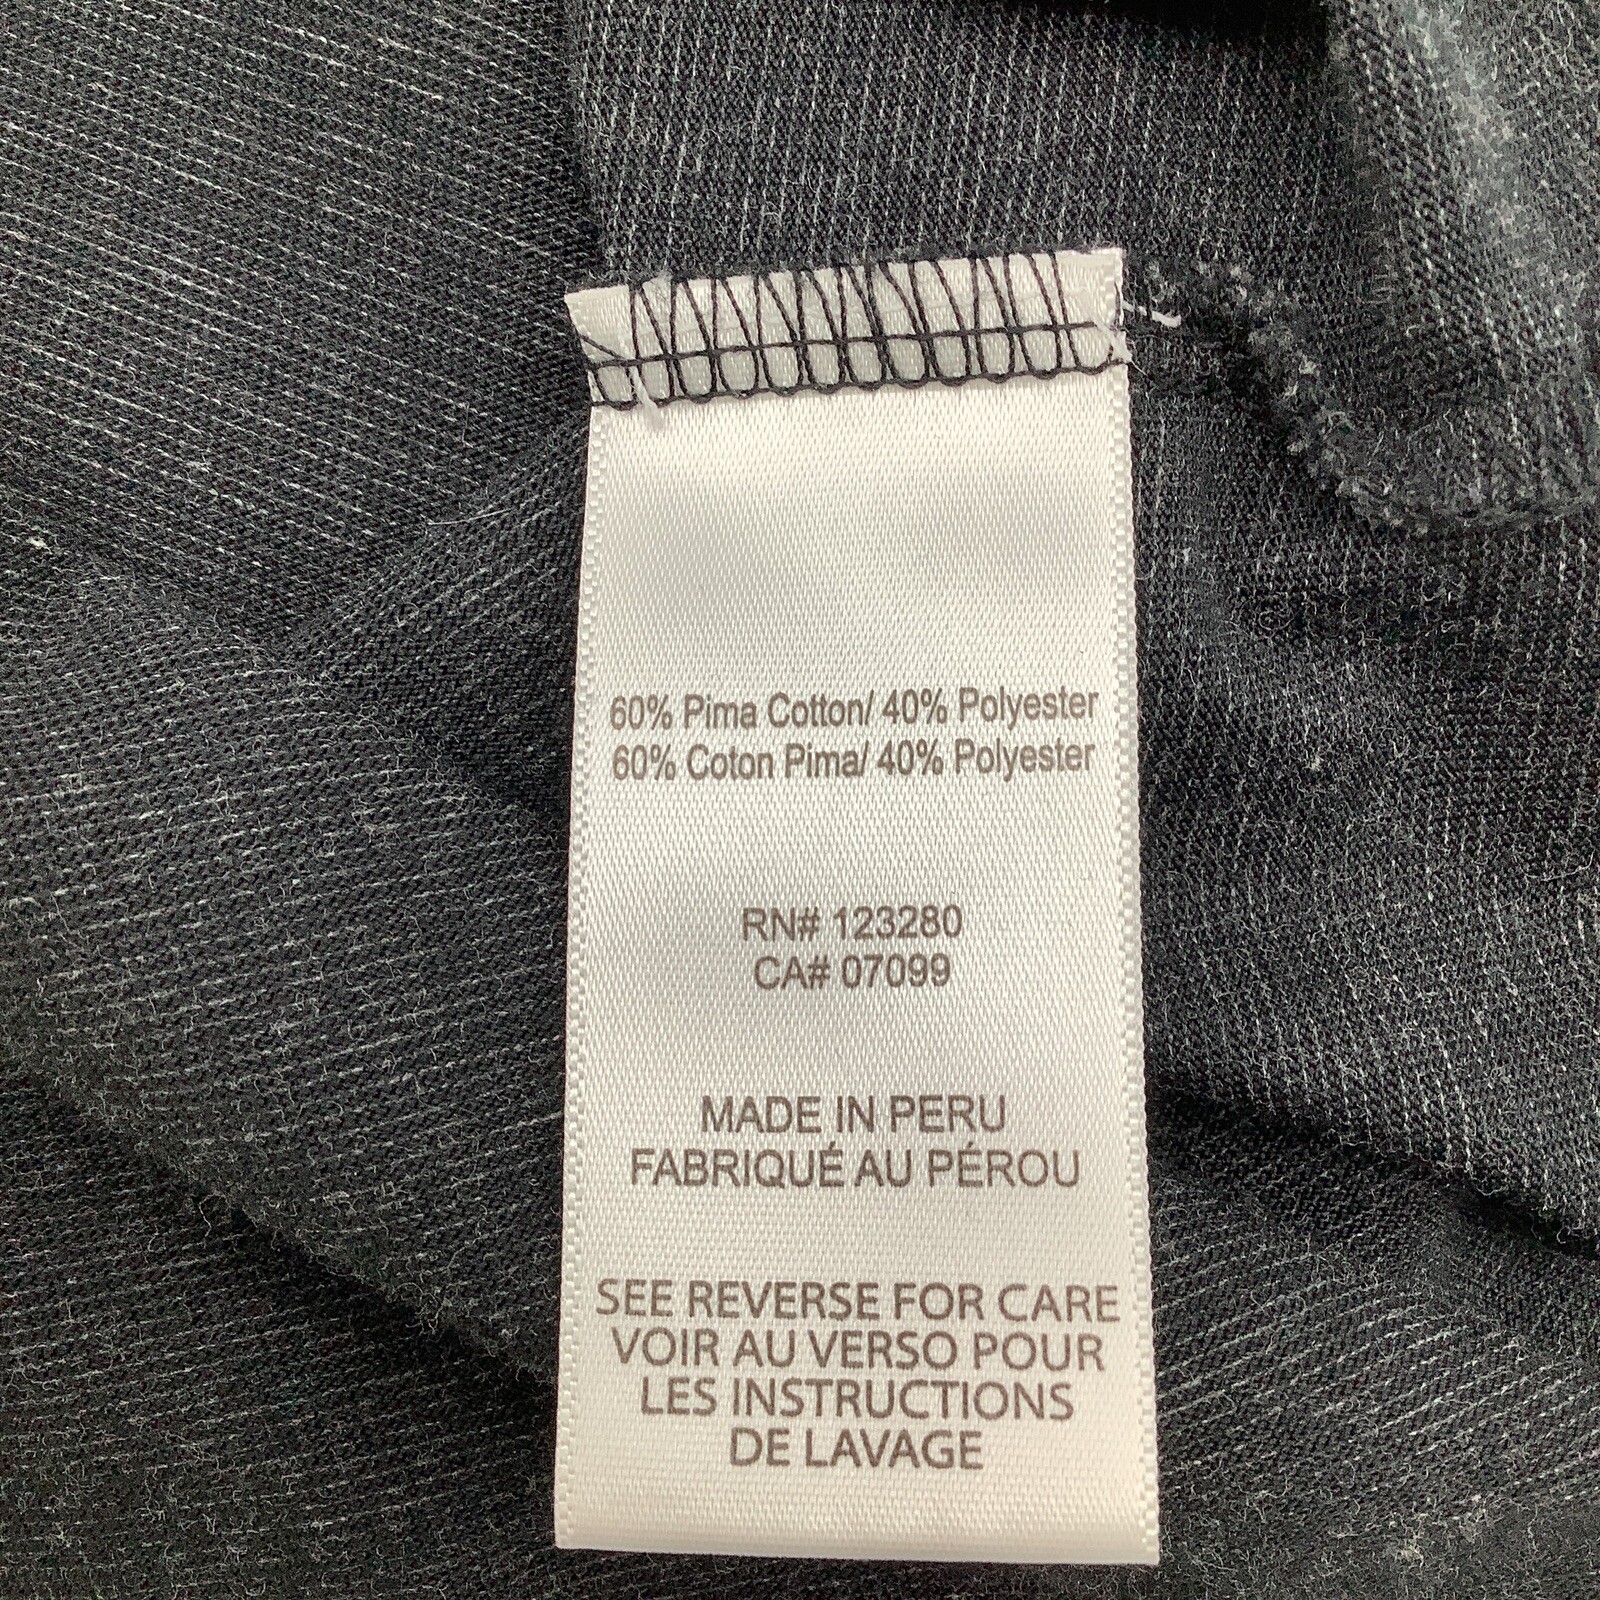 60% Pima Cotton/ 40% Polyester
60% Coton Pima/ 40% Polyester
RN# 123280
CA# 07099
MADE IN PERU
FABRIQUÉ AU PÉROU
SEE REVERSE FOR CARE
VOIR AU VERSO POUR
LES INSTRUCTIONS
DE LAVAGE